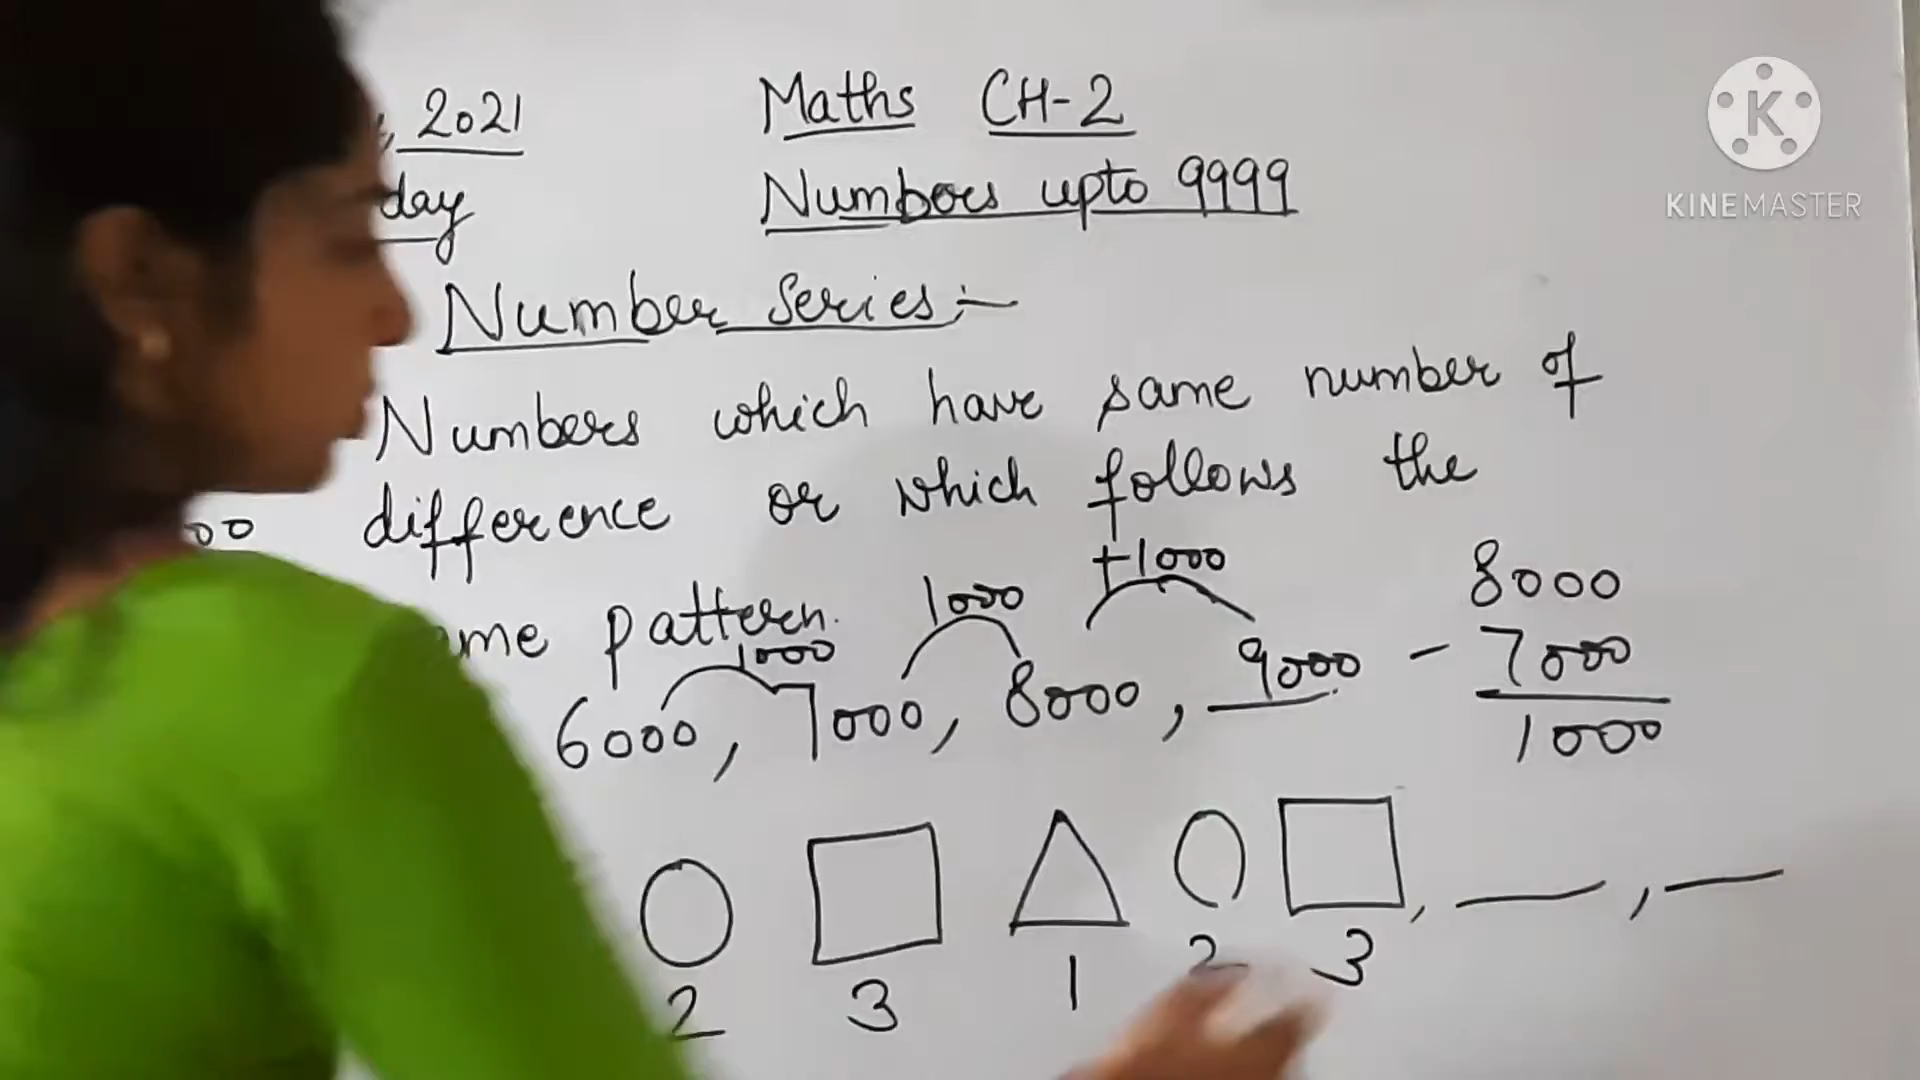 , 2021 Maths CH-2
day Numbers upto 9999
Number Series:-
Numbers which have same number of
00 difference or which follows the
me pattern.
1000 1000 +1000
6000, 7000, 8000, 9000
- 8000
7000
1000
, ,
2 3 1 2 3
K
KINEMASTER